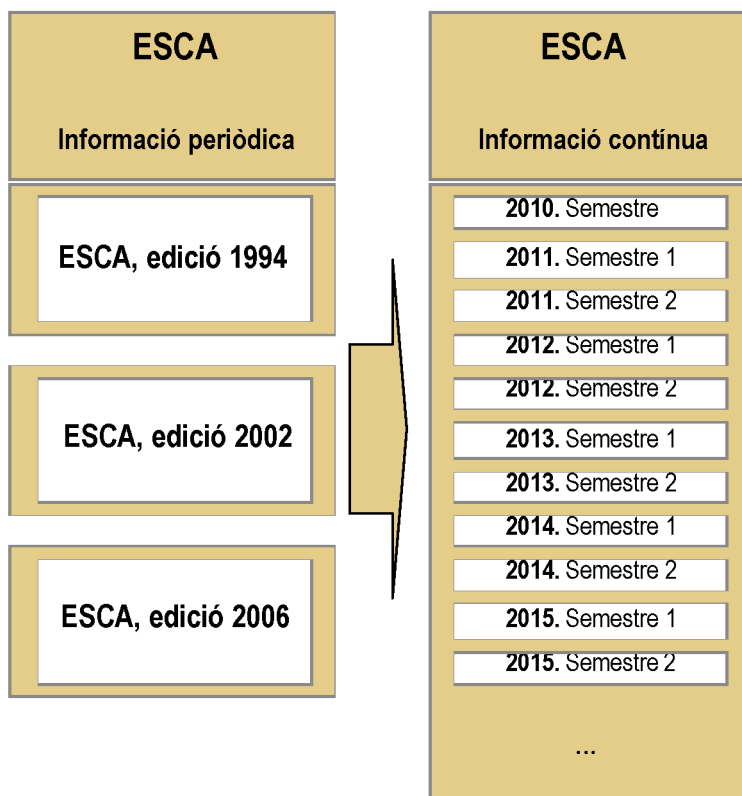 ESCA
Informació periòdica
ESCA, edició 1994
ESCA, edició 2002
ESCA, edició 2006
ESCA
Informació contínua
2010. Semestre
2011. Semestre 1
2011. Semestre 2
2012. Semestre 1
2012. Semestre 2
2013. Semestre 1
2013. Semestre 2
2014. Semestre 1
2014. Semestre 2
2015. Semestre 1
2015. Semestre 2
...